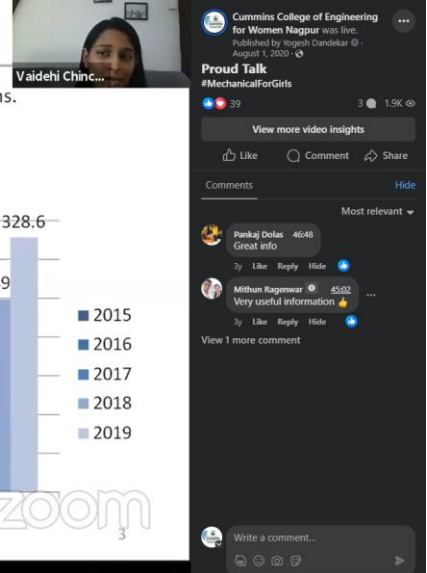 Vaidehi Chinc...
ns.
328.6
9
2015
2016
2017
2018
2019
zoom
3
Cummins College of Engineering
for Women Nagpur was live.
Published by Yogesh Dandekar
August 1, 2020
Proud Talk
#MechanicalForGirls
39
3
1.9K
View more video insights
Like
Comment
Share
Comments
Hide
Most relevant
Pankaj Dolas 46:48
Great info
3y Like Reply Hide
Mithun Ragenwar 45:02
Very useful information
3y Like Reply Hide
View 1 more comment
Write a comment...